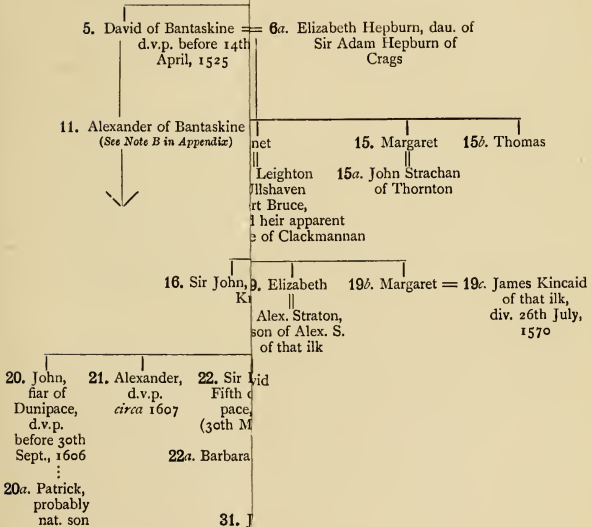 5. David of Bantaskine == 6a. Elizabeth Hepburn, dau. of
d.v.p. before 14th
April, 1525
Sir Adam Hepburn of
Crags
11. Alexander of Bantaskine
(See Note B in Appendix)
net
Leighton
llshaven
rt Bruce,
heir apparent
of Clackmannan
15. Margaret
15a. John Strachan
of Thornton
15b. Thomas
16. Sir John,
9. Elizabeth
Alex. Straton,
son of Alex. S.
of that ilk
19b. Margaret = 19c. James Kincaid
of that ilk,
div. 26th July,
1570
20. John,
fiar of
Dunipace,
d.v.p.
before 30th
Sept., 1606
20a. Patrick,
probably
nat. son
21. Alexander,
d.v.p.
circa 1607
22. Sir
vid
Fifth
pace,
(30th M
22a. Barbara
31. J